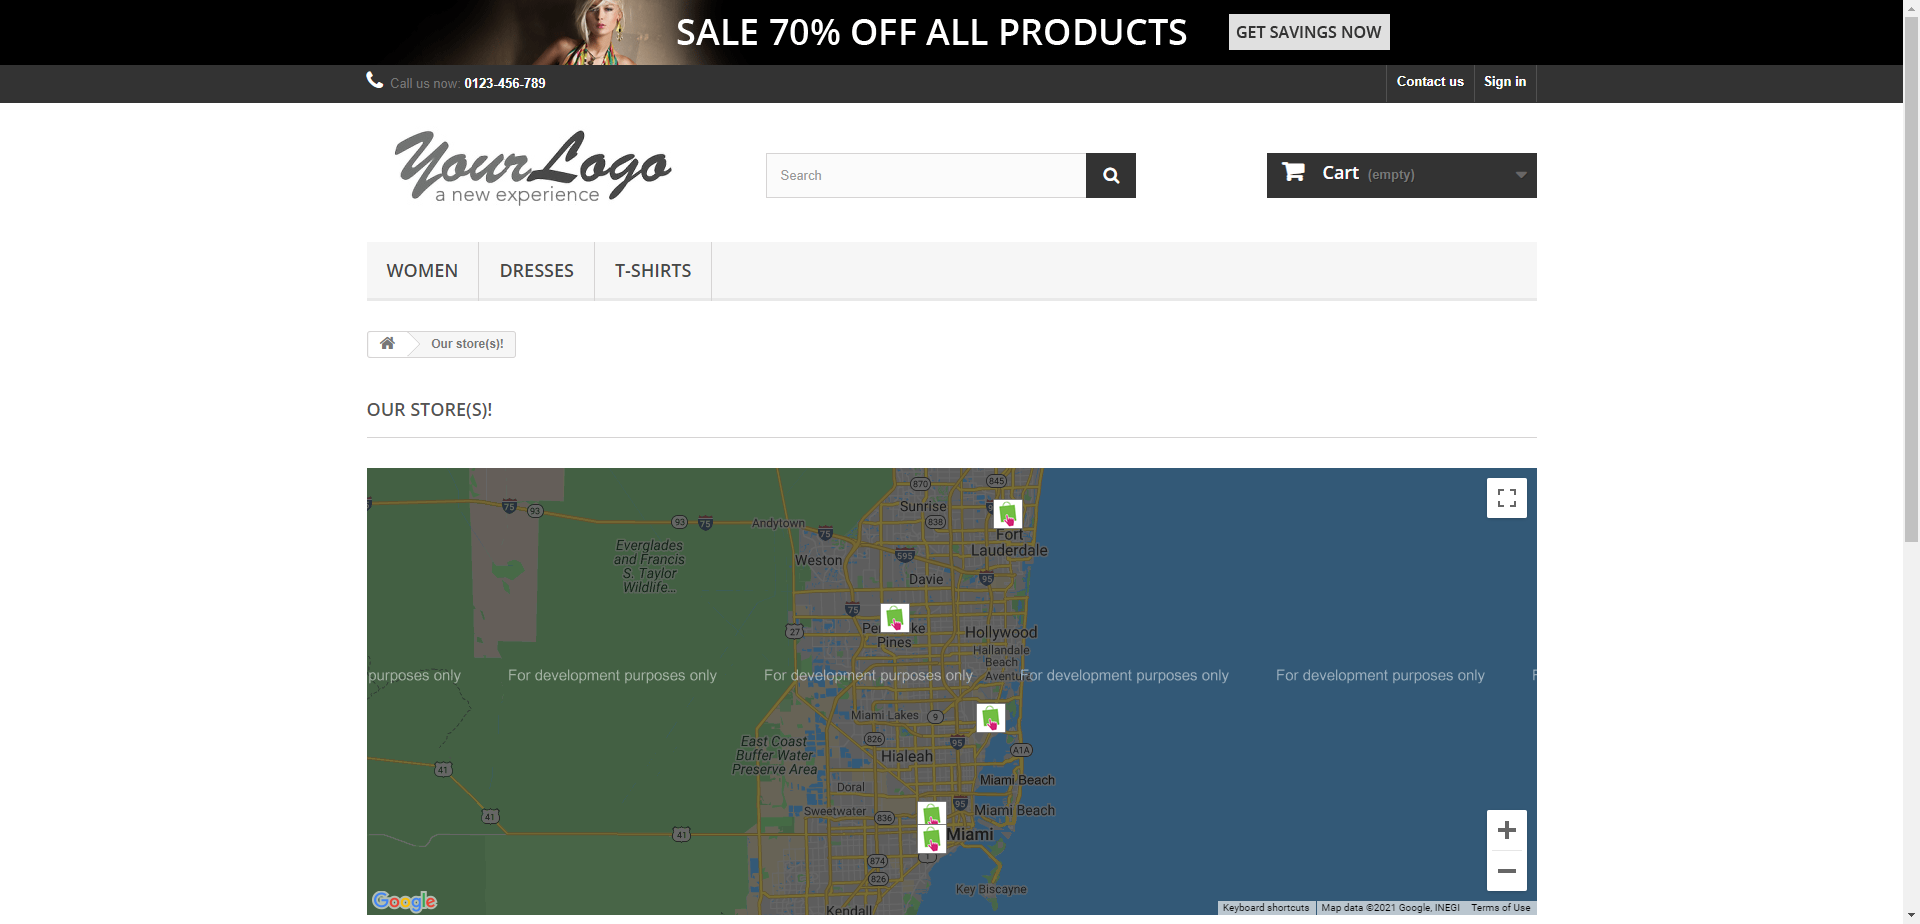 SALE 70% OFF ALL PRODUCTS
GET SAVINGS NOW
Call us now: 0123-456-789
Contact us
Sign in
YourLogo
a new experience
Search
Cart (empty)
WOMEN
DRESSES
T-SHIRTS
Our store(s)!
OUR STORE(S)!
870
845
Sunrise
838
93
75
93
75
Andytown
75
Fort
Lauderdale
Everglades
and Francis
S. Taylor
Wildlife...
Weston
595
Davie
95
75
27
Pines
Hollywood
Hallandale
Beach
purposes only
For development purposes only
For development purposes only
For development purposes only
For development purposes only
Miami Lakes
9
826
95
A1A
East Coast
Buffer Water
Preserve Area
Hialeah
41
Miami Beach
Doral
95
Miami Beach
Sweetwater
836
41
41
Miami
1
874
826
Key Biscayne
Kendall
Google
Keyboard shortcuts
Map data ©2021 Google, INEGI
Terms of Use